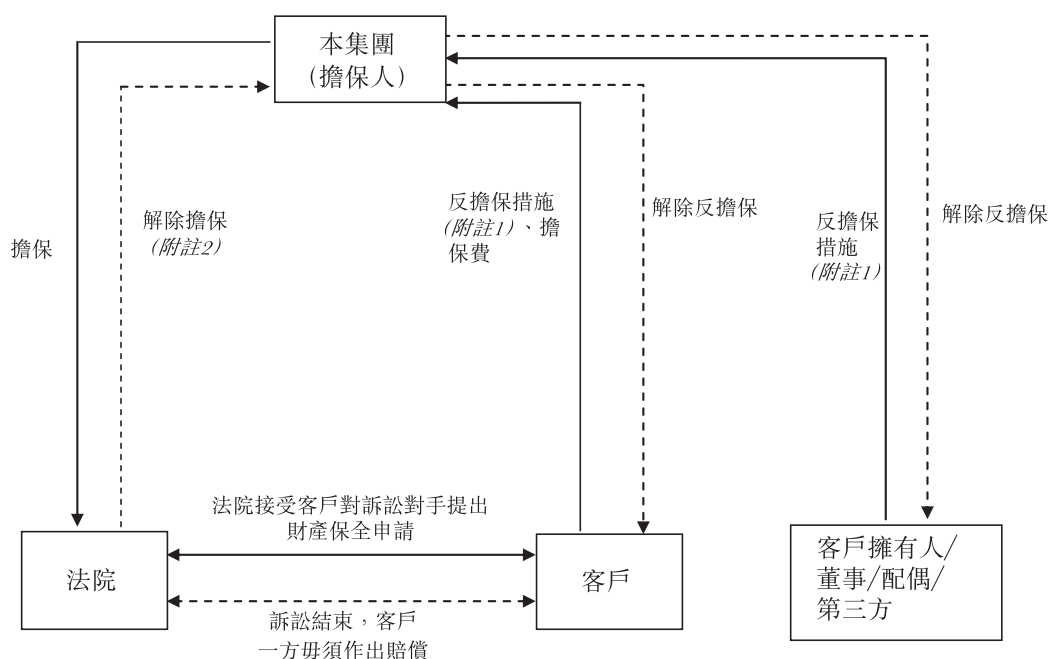 本集團
(擔保人)
擔保
解除擔保
(附註2)
反擔保措施
(附註1)、擔
保費
解除反擔保
反擔保
措施
(附註1)
解除反擔保
法院接受客戶對訴訟對手提出
財產保全申請
法院
客戶
客戶擁有人/
董事/配偶/
第三方
訴訟結束，客戶
一方毋須作出賠償